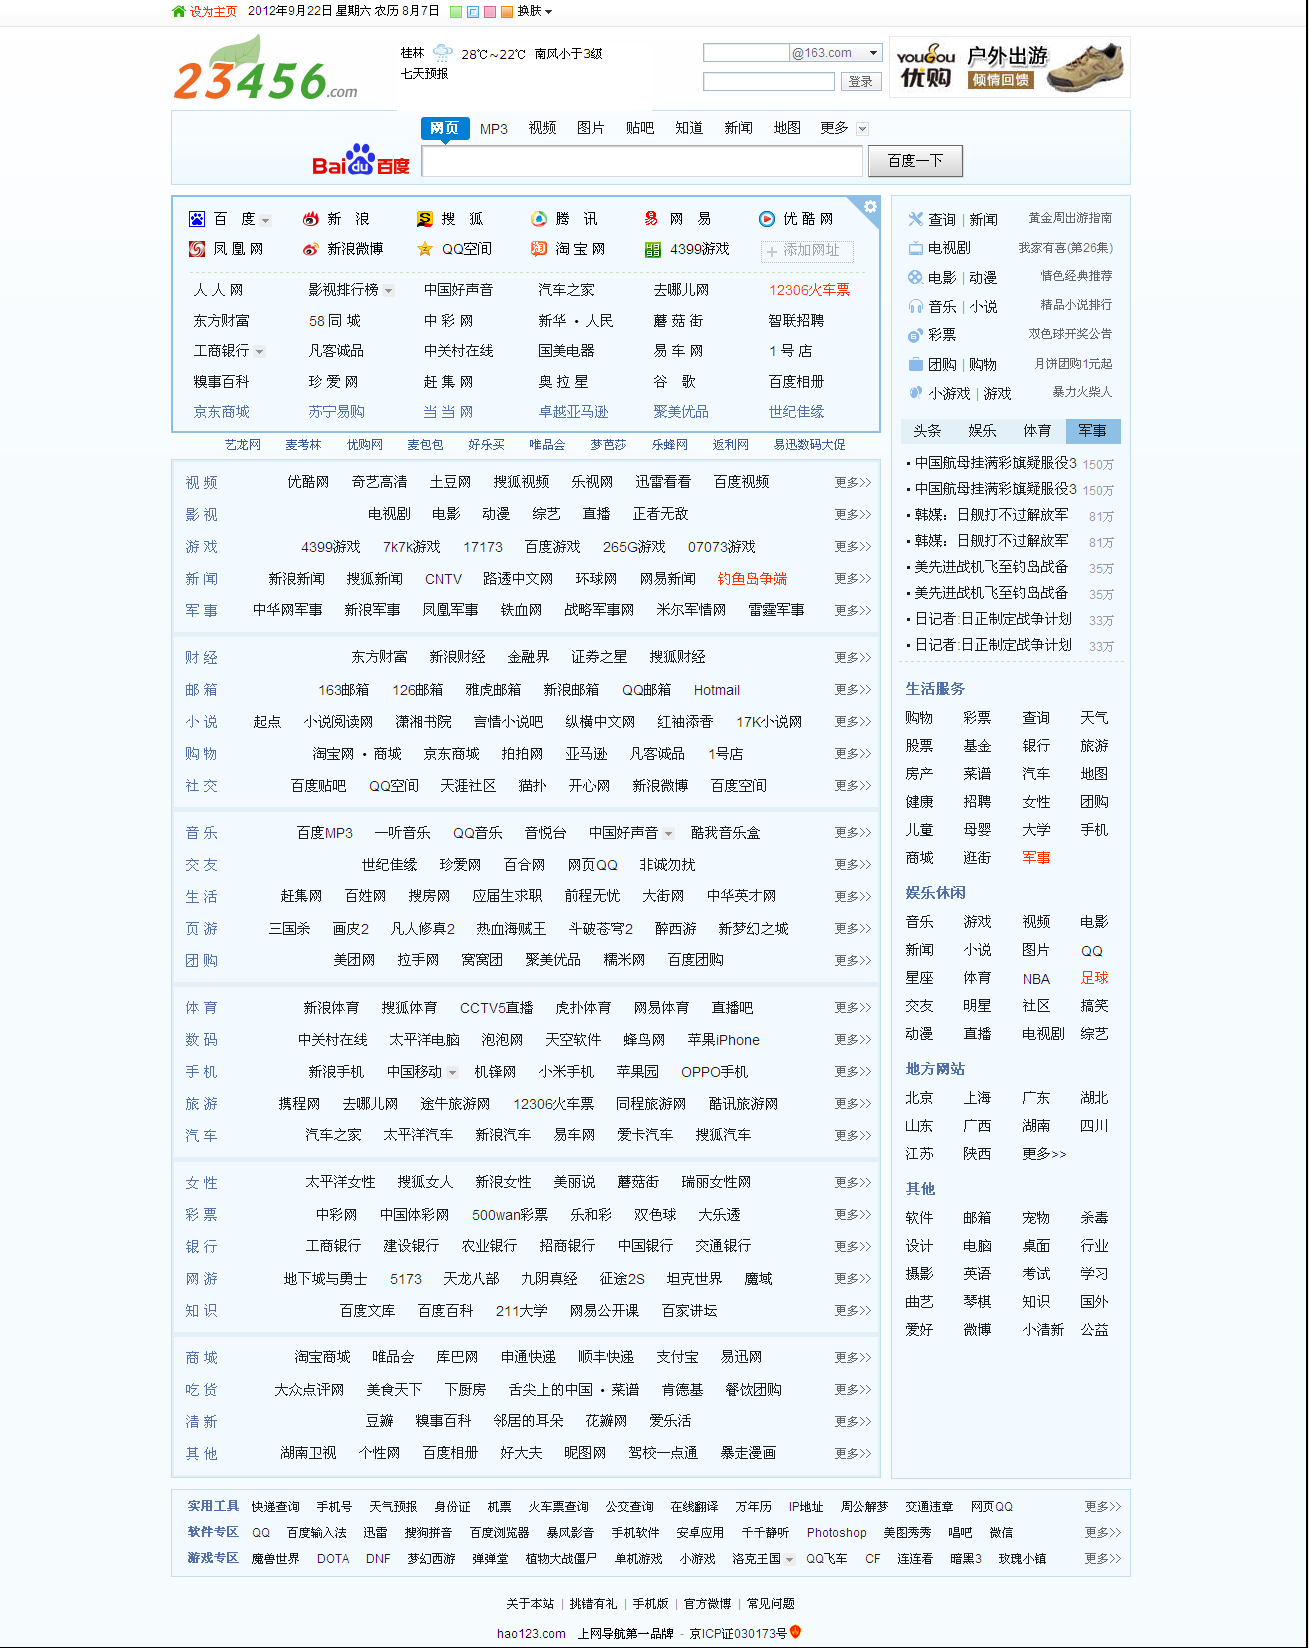 设为主页 2012年9月22日 星期六 农历 8月7日 换肤
23456.com
桂林 28℃~22℃ 南风小于3级
七天预报
@163.com
登录
YOUGOU 优购 户外出游 倾情回馈
网页 MP3 视频 图片 贴吧 知道 新闻 地图 更多
Bai du 百度 百度一下
百 度 新 浪 搜 狐 腾 讯 网 易 优 酷 网
凤 凰 网 新浪微博 QQ空间 淘 宝 网 4399游戏 添加网址
人 人 网 影视排行榜 中国好声音 汽车之家 去哪儿网 12306火车票
东方财富 58 同 城 中 彩 网 新华 · 人民 蘑 菇 街 智联招聘
工商银行 凡客诚品 中关村在线 国美电器 易 车 网 1 号 店
糗事百科 珍 爱 网 赶 集 网 奥 拉 星 谷 歌 百度相册
京东商城 苏宁易购 当 当 网 卓越亚马逊 聚美优品 世纪佳缘
艺龙网 麦考林 优购网 麦包包 好乐买 唯品会 梦芭莎 乐蜂网 返利网 易迅数码大促
视 频 优酷网 奇艺高清 土豆网 搜狐视频 乐视网 迅雷看看 百度视频 更多>>
影 视 电视剧 电影 动漫 综艺 直播 正者无敌 更多>>
游 戏 4399游戏 7k7k游戏 17173 百度游戏 265G游戏 07073游戏 更多>>
新 闻 新浪新闻 搜狐新闻 CNTV 路透中文网 环球网 网易新闻 钓鱼岛争端 更多>>
军 事 中华网军事 新浪军事 凤凰军事 铁血网 战略军事网 米尔军情网 雷霆军事 更多>>
财 经 东方财富 新浪财经 金融界 证券之星 搜狐财经 更多>>
邮 箱 163邮箱 126邮箱 雅虎邮箱 新浪邮箱 QQ邮箱 Hotmail 更多>>
小 说 起点 小说阅读网 潇湘书院 言情小说吧 纵横中文网 红袖添香 17K小说网 更多>>
购 物 淘宝网 · 商城 京东商城 拍拍网 亚马逊 凡客诚品 1号店 更多>>
社 交 百度贴吧 QQ空间 天涯社区 猫扑 开心网 新浪微博 百度空间 更多>>
音 乐 百度MP3 一听音乐 QQ音乐 音悦台 中国好声音 酷我音乐盒 更多>>
交 友 世纪佳缘 珍爱网 百合网 网页QQ 非诚勿扰 更多>>
生 活 赶集网 百姓网 搜房网 应届生求职 前程无忧 大街网 中华英才网 更多>>
页 游 三国杀 画皮2 凡人修真2 热血海贼王 斗破苍穹2 醉西游 新梦幻之城 更多>>
团 购 美团网 拉手网 窝窝团 聚美优品 糯米网 百度团购 更多>>
体 育 新浪体育 搜狐体育 CCTV5直播 虎扑体育 网易体育 直播吧 更多>>
数 码 中关村在线 太平洋电脑 泡泡网 天空软件 蜂鸟网 苹果iPhone 更多>>
手 机 新浪手机 中国移动 机锋网 小米手机 苹果园 OPPO手机 更多>>
旅 游 携程网 去哪儿网 途牛旅游网 12306火车票 同程旅游网 酷讯旅游网 更多>>
汽 车 汽车之家 太平洋汽车 新浪汽车 易车网 爱卡汽车 搜狐汽车 更多>>
女 性 太平洋女性 搜狐女人 新浪女性 美丽说 蘑菇街 瑞丽女性网 更多>>
彩 票 中彩网 中国体彩网 500wan彩票 乐和彩 双色球 大乐透 更多>>
银 行 工商银行 建设银行 农业银行 招商银行 中国银行 交通银行 更多>>
网 游 地下城与勇士 5173 天龙八部 九阴真经 征途2S 坦克世界 魔域 更多>>
知 识 百度文库 百度百科 211大学 网易公开课 百家讲坛 更多>>
商 城 淘宝商城 唯品会 库巴网 申通快递 顺丰快递 支付宝 易迅网 更多>>
吃 货 大众点评网 美食天下 下厨房 舌尖上的中国 · 菜谱 肯德基 餐饮团购 更多>>
清 新 豆瓣 糗事百科 邻居的耳朵 花瓣网 爱乐活 更多>>
其 他 湖南卫视 个性网 百度相册 好大夫 昵图网 驾校一点通 暴走漫画 更多>>
查询 | 新闻 黄金周出游指南
电视剧 我家有喜(第26集)
电影 | 动漫 情色经典推荐
音乐 | 小说 精品小说排行
彩票 双色球开奖公告
团购 | 购物 月饼团购1元起
小游戏 | 游戏 暴力火柴人
头条 娱乐 体育 军事
中国航母挂满彩旗疑服役3 150万
中国航母挂满彩旗疑服役3 150万
韩媒：日舰打不过解放军 81万
韩媒：日舰打不过解放军 81万
美先进战机飞至钓岛战备 35万
美先进战机飞至钓岛战备 35万
日记者:日正制定战争计划 33万
日记者:日正制定战争计划 33万
生活服务
购物 彩票 查询 天气
股票 基金 银行 旅游
房产 菜谱 汽车 地图
健康 招聘 女性 团购
儿童 母婴 大学 手机
商城 逛街 军事
娱乐休闲
音乐 游戏 视频 电影
新闻 小说 图片 QQ
星座 体育 NBA 足球
交友 明星 社区 搞笑
动漫 直播 电视剧 综艺
地方网站
北京 上海 广东 湖北
山东 广西 湖南 四川
江苏 陕西 更多>>
其他
软件 邮箱 宠物 杀毒
设计 电脑 桌面 行业
摄影 英语 考试 学习
曲艺 琴棋 知识 国外
爱好 微博 小清新 公益
实用工具 快递查询 手机号 天气预报 身份证 机票 火车票查询 公交查询 在线翻译 万年历 IP地址 周公解梦 交通违章 网页QQ 更多>>
软件专区 QQ 百度输入法 迅雷 搜狗拼音 百度浏览器 暴风影音 手机软件 安卓应用 千千静听 Photoshop 美图秀秀 唱吧 微信 更多>>
游戏专区 魔兽世界 DOTA DNF 梦幻西游 弹弹堂 植物大战僵尸 单机游戏 小游戏 洛克王国 QQ飞车 CF 连连看 暗黑3 玫瑰小镇 更多>>
关于本站 | 挑错有礼 | 手机版 | 官方微博 | 常见问题
hao123.com 上网导航第一品牌 - 京ICP证030173号